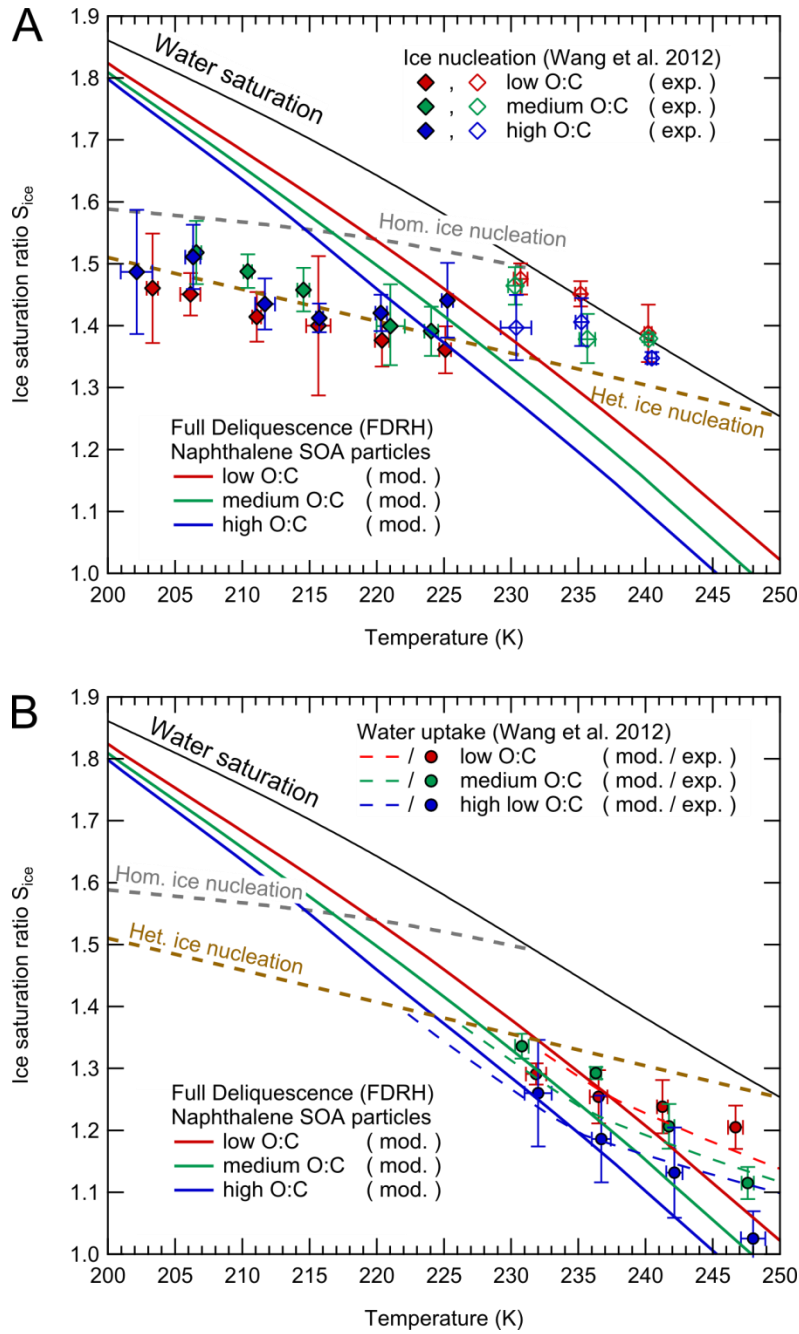 A
Water saturation
Ice nucleation (Wang et al. 2012)
, low O:C ( exp. )
, medium O:C ( exp. )
, high O:C ( exp. )
Hom. ice nucleation
Het. ice nucleation
Full Deliquescence (FDRH)
Naphthalene SOA particles
low O:C ( mod. )
medium O:C ( mod. )
high O:C ( mod. )
1.9
1.8
1.7
1.6
1.5
1.4
1.3
1.2
1.1
1.0
Ice saturation ratio Sice
200 205 210 215 220 225 230 235 240 245 250
Temperature (K)
B
Water saturation
Water uptake (Wang et al. 2012)
/ low O:C ( mod. / exp. )
/ medium O:C ( mod. / exp. )
/ high low O:C ( mod. / exp. )
Hom. ice nucleation
Het. ice nucleation
Full Deliquescence (FDRH)
Naphthalene SOA particles
low O:C ( mod. )
medium O:C ( mod. )
high O:C ( mod. )
1.9
1.8
1.7
1.6
1.5
1.4
1.3
1.2
1.1
1.0
Ice saturation ratio Sice
200 205 210 215 220 225 230 235 240 245 250
Temperature (K)